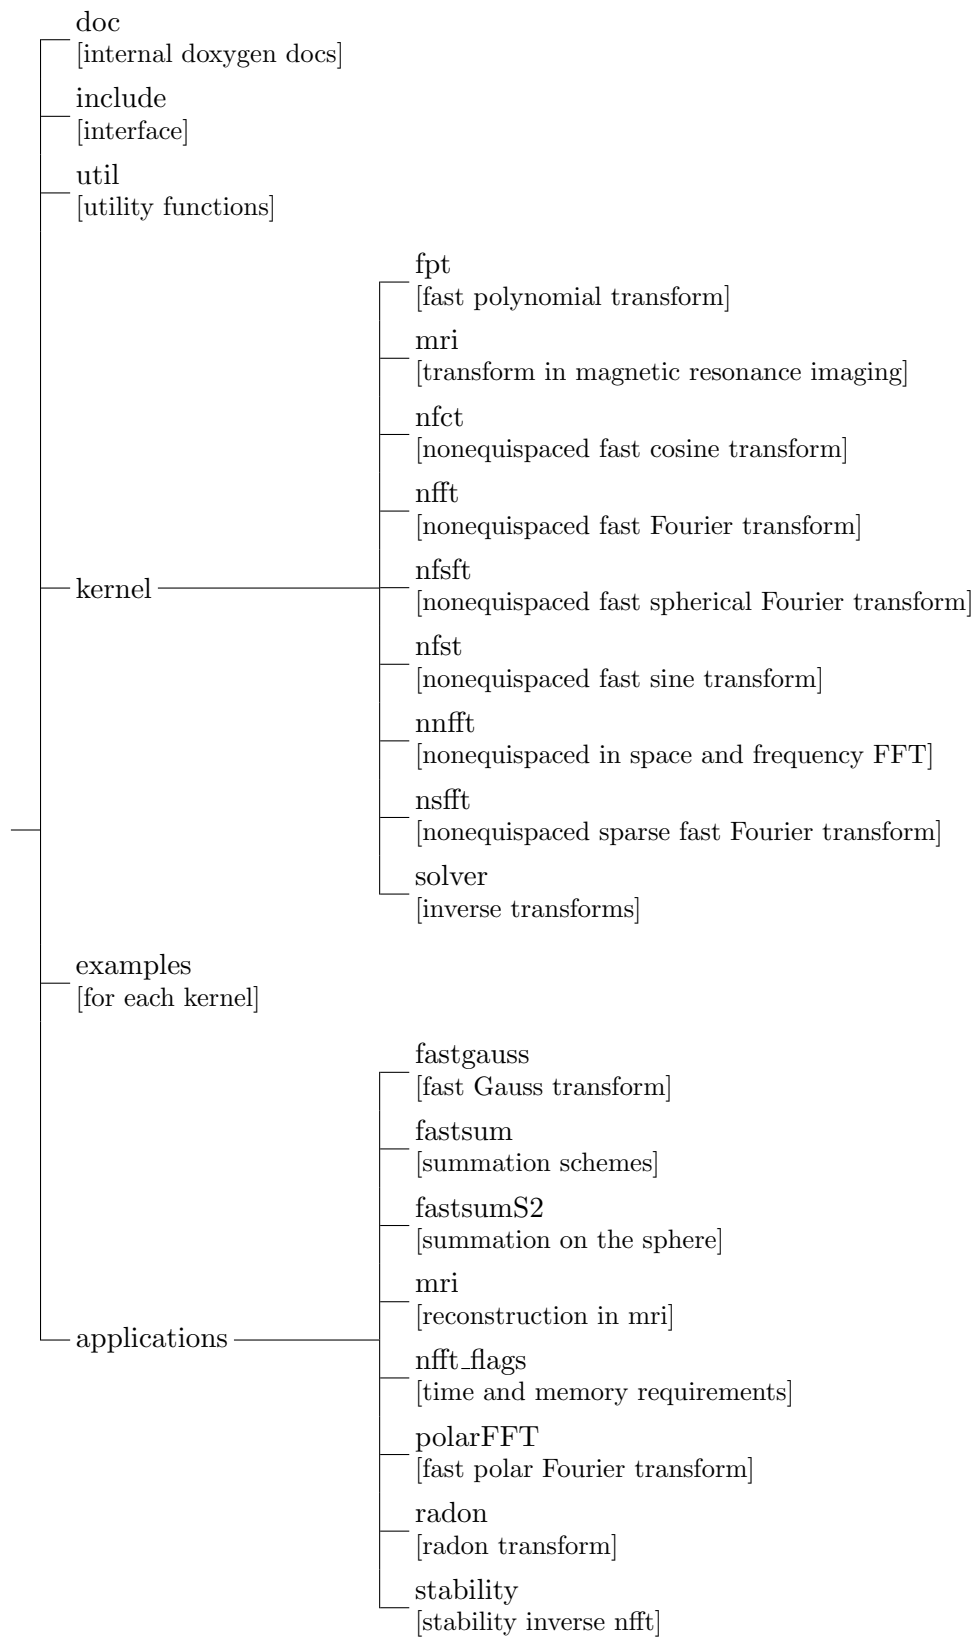 doc
[internal doxygen docs]
include
[interface]
util
[utility functions]
kernel
fpt
[fast polynomial transform]
mri
[transform in magnetic resonance imaging]
nfct
[nonequispaced fast cosine transform]
nfft
[nonequispaced fast Fourier transform]
nfsft
[nonequispaced fast spherical Fourier transform]
nfst
[nonequispaced fast sine transform]
nnfft
[nonequispaced in space and frequency FFT]
nsfft
[nonequispaced sparse fast Fourier transform]
solver
[inverse transforms]
examples
[for each kernel]
applications
fastgauss
[fast Gauss transform]
fastsum
[summation schemes]
fastsumS2
[summation on the sphere]
mri
[reconstruction in mri]
nfft_flags
[time and memory requirements]
polarFFT
[fast polar Fourier transform]
radon
[radon transform]
stability
[stability inverse nfft]